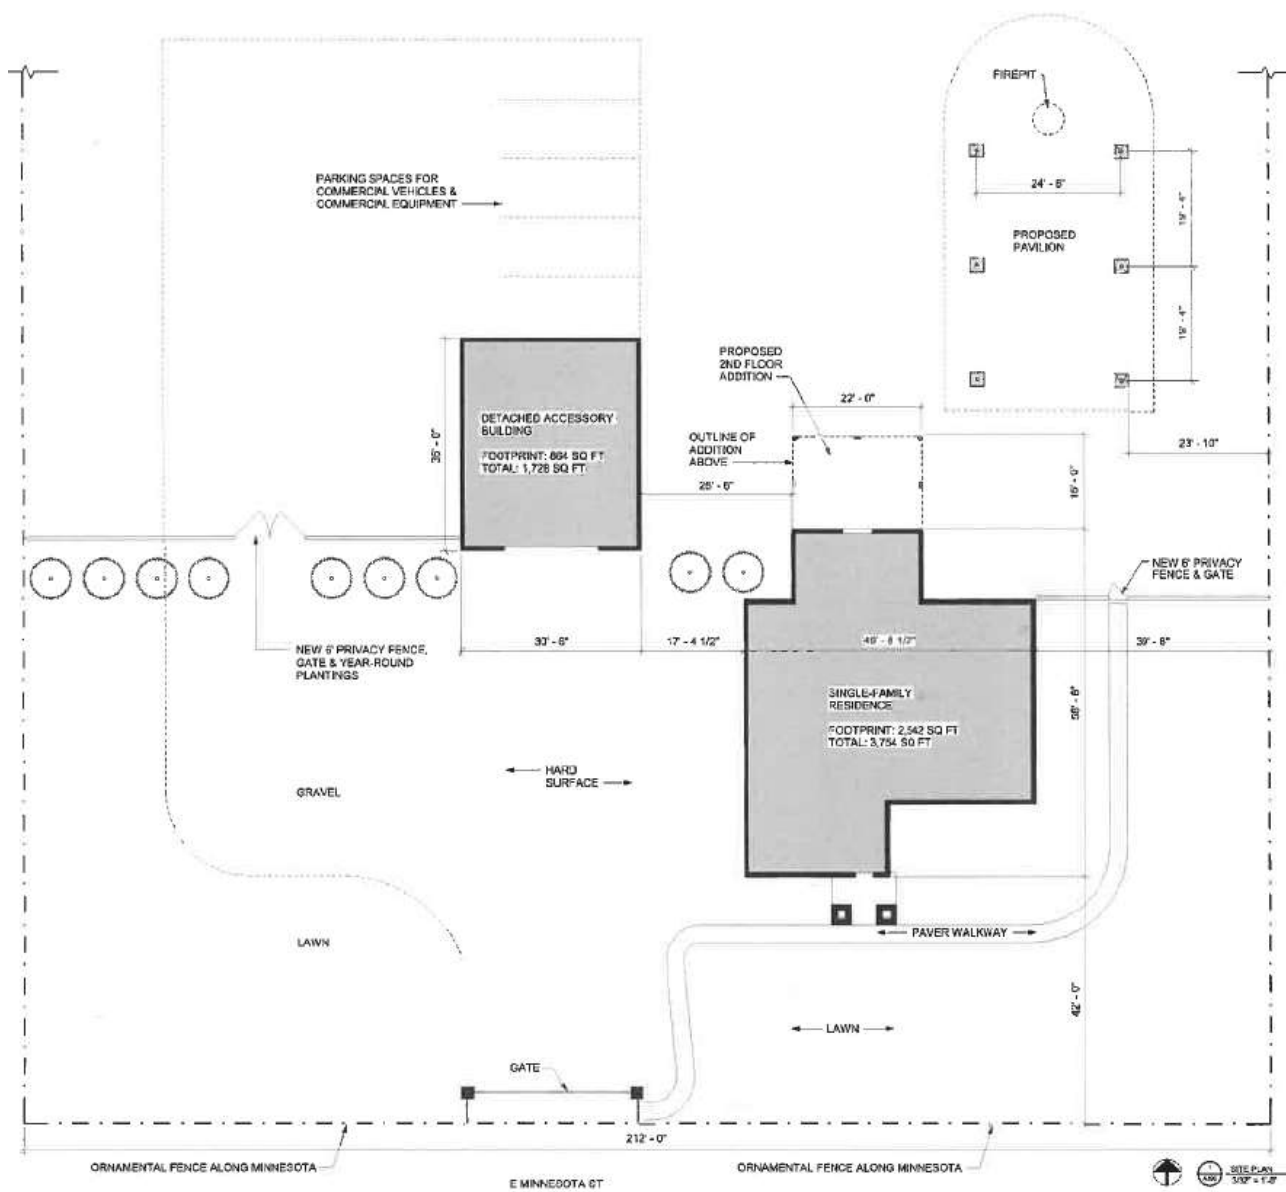 FIREPIT
PARKING SPACES FOR
COMMERCIAL VEHICLES &
COMMERCIAL EQUIPMENT
24' - 6"
19' - 4"
PROPOSED
PAVILION
19' - 4"
PROPOSED
2ND FLOOR
ADDITION
22' - 0"
DETACHED ACCESSORY
BUILDING
FOOTPRINT: 864 SQ FT
TOTAL: 1,728 SQ FT
36' - 0"
OUTLINE OF
ADDITION
ABOVE
23' - 10"
25' - 6"
16' - 0"
NEW 6' PRIVACY
FENCE & GATE
NEW 6' PRIVACY FENCE,
GATE & YEAR-ROUND
PLANTINGS
30' - 6"
17' - 4 1/2"
8 1/2"
39' - 8"
SINGLE-FAMILY
RESIDENCE
FOOTPRINT: 2,542 SQ FT
TOTAL: 3,754 SQ FT
HARD
SURFACE
GRAVEL
LAWN
PAVER WALKWAY
42' - 0"
LAWN
GATE
212' - 0"
ORNAMENTAL FENCE ALONG MINNESOTA
ORNAMENTAL FENCE ALONG MINNESOTA
E MINNESOTA ST
1
SITE PLAN